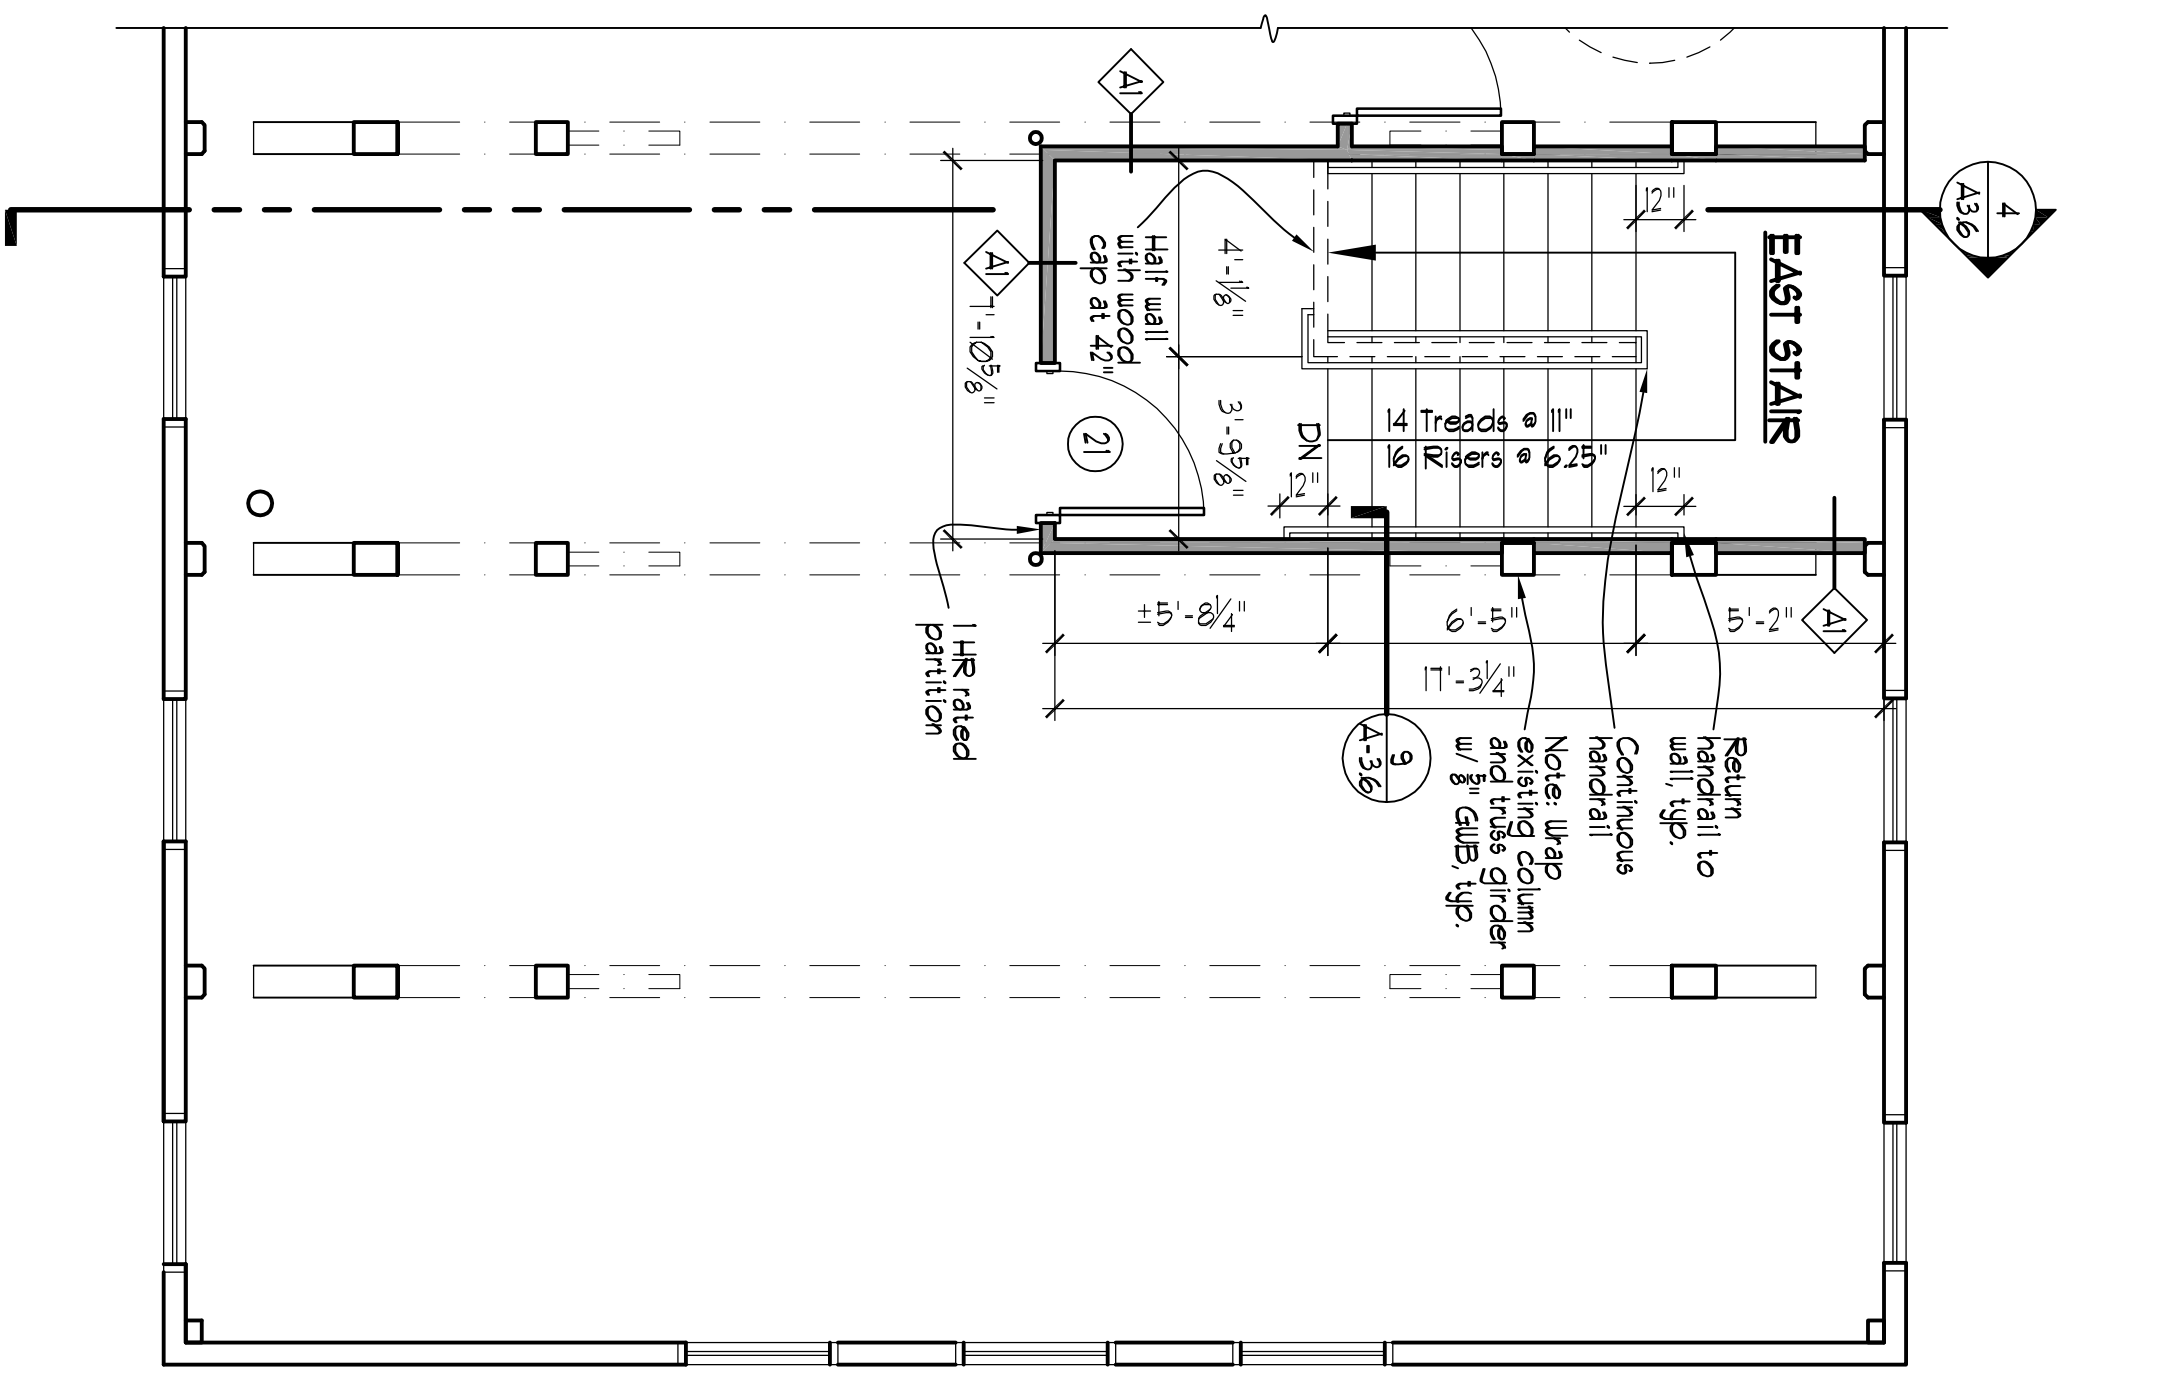 A1
4
A3.6
EAST STAIR
12"
A1
Half wall
with wood
cap at 42"
4'-1⅛"
7'-10⅝"
21
3'-9⅝"
DN
14 Treads @ 11"
16 Risers @ 6.25"
12"
12"
±5'-8¼"
6'-5"
5'-2"
A1
17'-3¼"
1 HR rated
partition
9
A-3.6
Return
handrail to
wall, typ.
Continuous
handrail
Note: Wrap
existing column
and truss girder
w/ ⅝" GWB, typ.